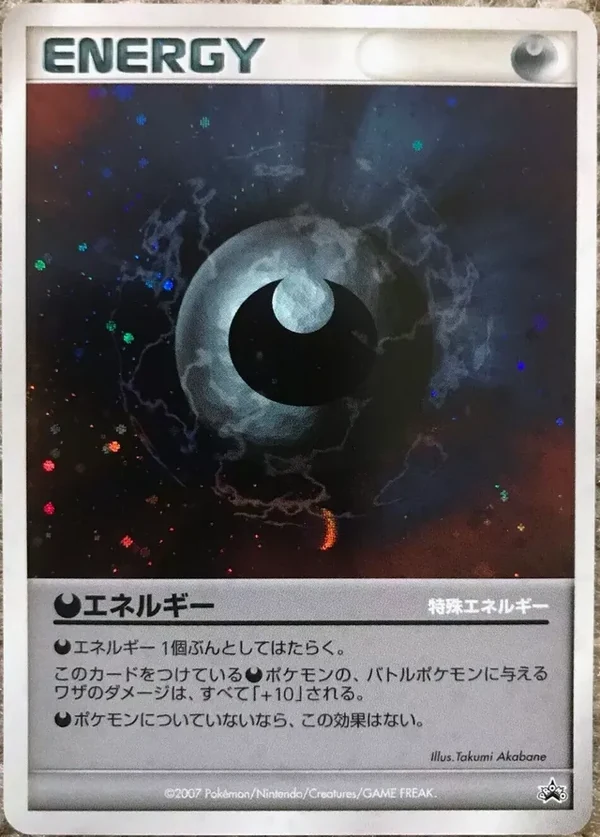 ENERGY
エネルギー
特殊エネルギー
エネルギー 1個ぶんとしてはたらく。
このカードをつけているポケモンの、バトルポケモンに与える
ワザのダメージは、すべて「+10」される。
ポケモンについていないなら、この効果はない。
Illus.Takumi Akabane
©2007 Pokémon/Nintendo/Creatures/GAME FREAK.
PROMO